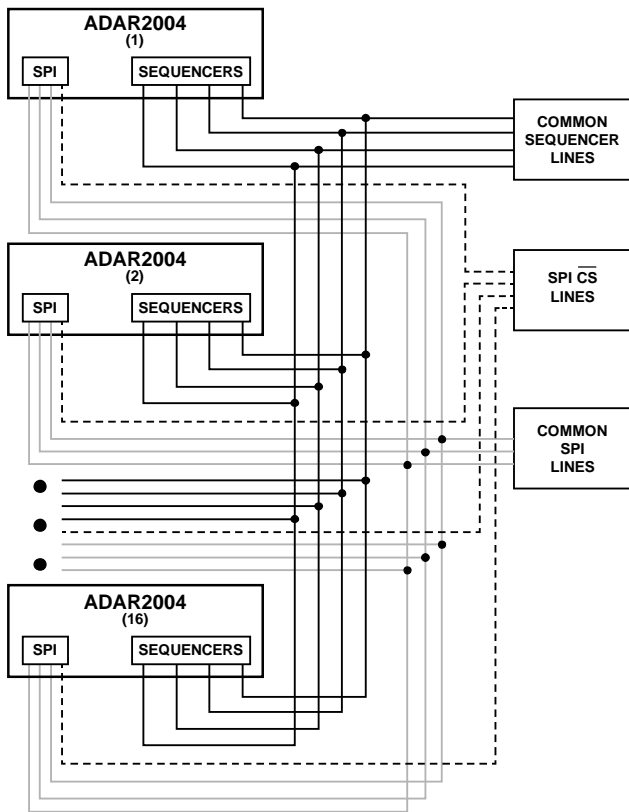 ADAR2004
(1)
SPI
SEQUENCERS
COMMON
SEQUENCER
LINES
ADAR2004
(2)
SPI
SEQUENCERS
SPI C̅S̅
LINES
COMMON
SPI
LINES
ADAR2004
(16)
SPI
SEQUENCERS